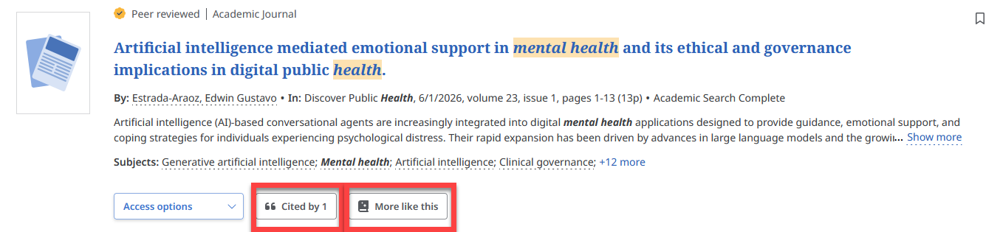 Peer reviewed | Academic Journal
Artificial intelligence mediated emotional support in mental health and its ethical and governance
implications in digital public health.
By: Estrada-Araoz, Edwin Gustavo • In: Discover Public Health, 6/1/2026, volume 23, issue 1, pages 1-13 (13p) • Academic Search Complete
Artificial intelligence (AI)-based conversational agents are increasingly integrated into digital mental health applications designed to provide guidance, emotional support, and
coping strategies for individuals experiencing psychological distress. Their rapid expansion has been driven by advances in large language models and the growi... Show more
Subjects: Generative artificial intelligence; Mental health; Artificial intelligence; Clinical governance; +12 more
Access options Cited by 1 More like this